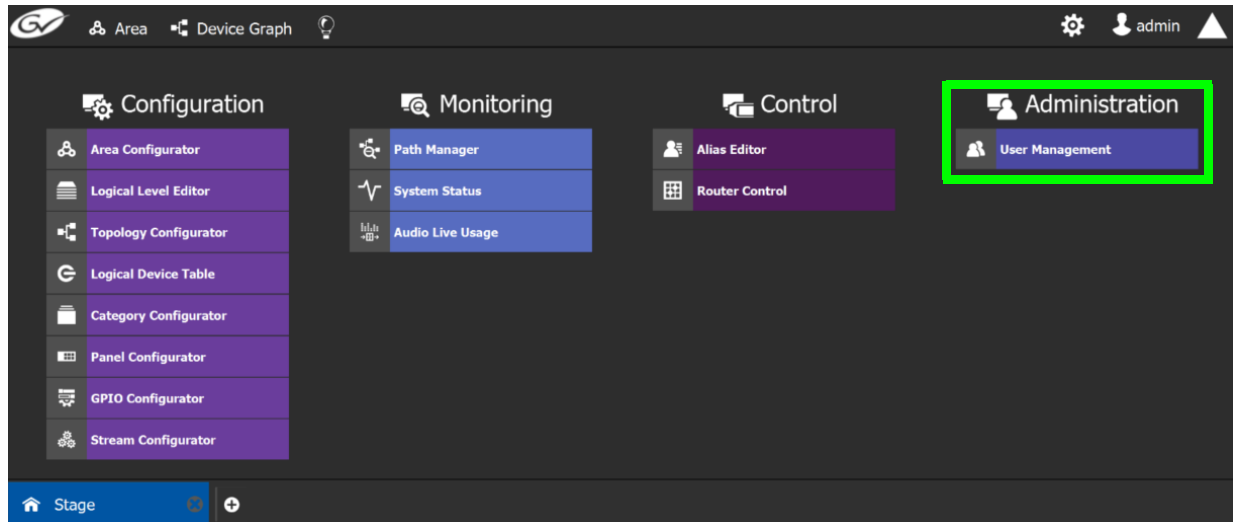 GV Area Device Graph admin
Configuration
Area Configurator
Logical Level Editor
Topology Configurator
Logical Device Table
Category Configurator
Panel Configurator
GPIO Configurator
Stream Configurator
Monitoring
Path Manager
System Status
Audio Live Usage
Control
Alias Editor
Router Control
Administration
User Management
Stage